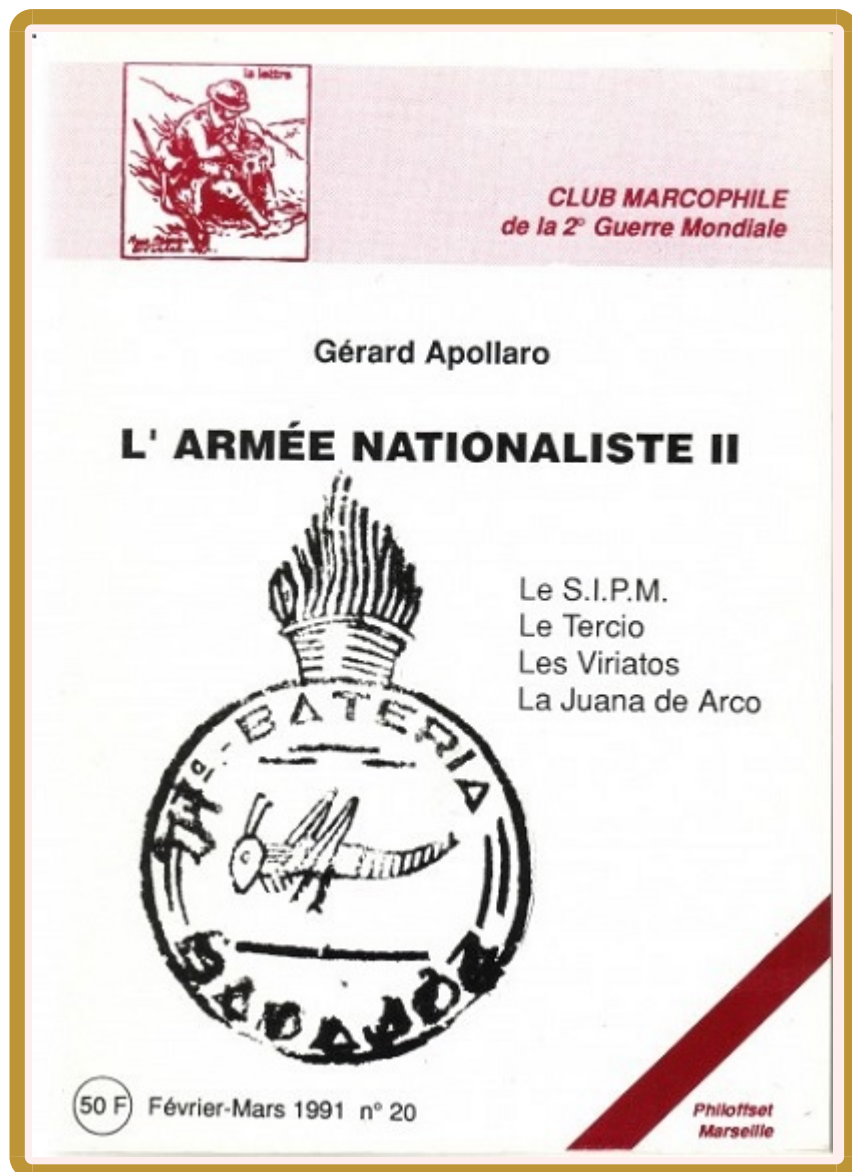 la lettre
CLUB MARCOPHILE
de la 2° Guerre Mondiale
Gérard Apollaro
L' ARMÉE NATIONALISTE II
Le S.I.P.M.
Le Tercio
Les Viriatos
La Juana de Arco
BATERIA
BADAJOZ
50 F Février-Mars 1991 n° 20
Philoffset
Marseille